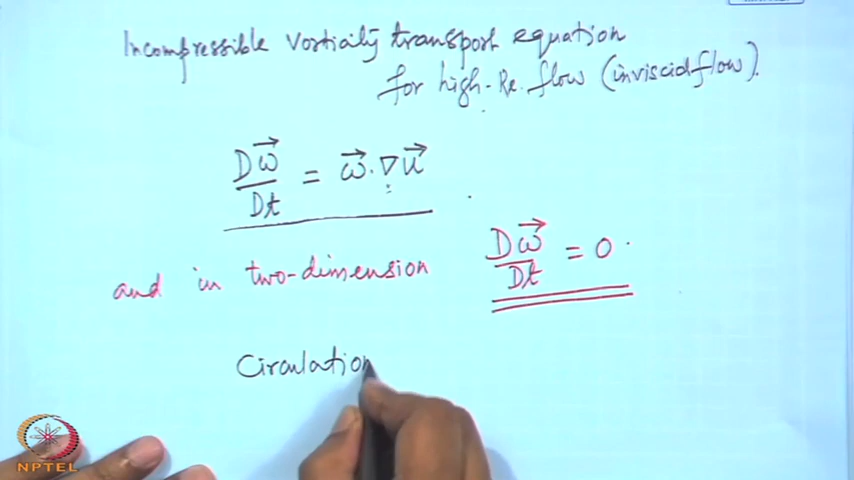 Incompressible Vorticity transport equation
for high-Re. flow (inviscid flow).
Dω⃗/Dt = ω⃗.∇u⃗
and in two-dimension Dω⃗/Dt = 0.
Circulation
NPTEL